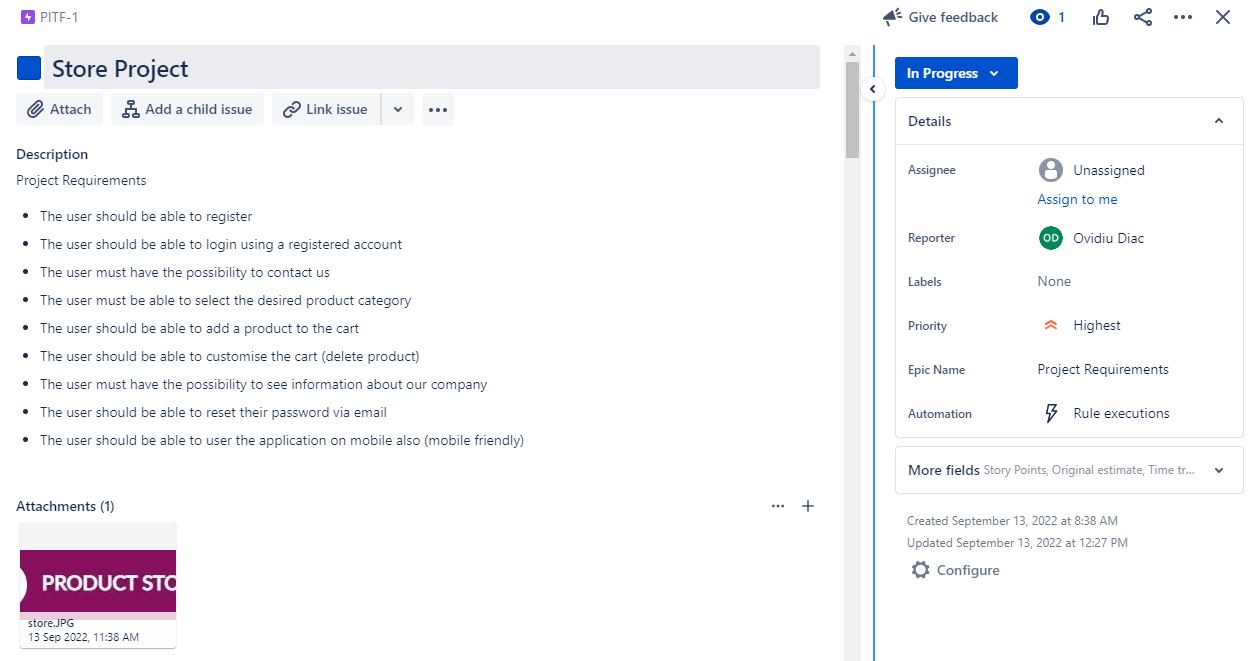 PITF-1
Give feedback
1
Store Project
Attach
Add a child issue
Link issue
Description
Project Requirements
• The user should be able to register
• The user should be able to login using a registered account
• The user must have the possibility to contact us
• The user must be able to select the desired product category
• The user should be able to add a product to the cart
• The user should be able to customise the cart (delete product)
• The user must have the possibility to see information about our company
• The user should be able to reset their password via email
• The user should be able to user the application on mobile also (mobile friendly)
Attachments (1)
PRODUCT STO
store.JPG
13 Sep 2022, 11:38 AM
In Progress
Details
Assignee
Unassigned
Assign to me
Reporter
OD
Ovidiu Diac
Labels
None
Priority
Highest
Epic Name
Project Requirements
Automation
Rule executions
More fields Story Points, Original estimate, Time tr...
Created September 13, 2022 at 8:38 AM
Updated September 13, 2022 at 12:27 PM
Configure